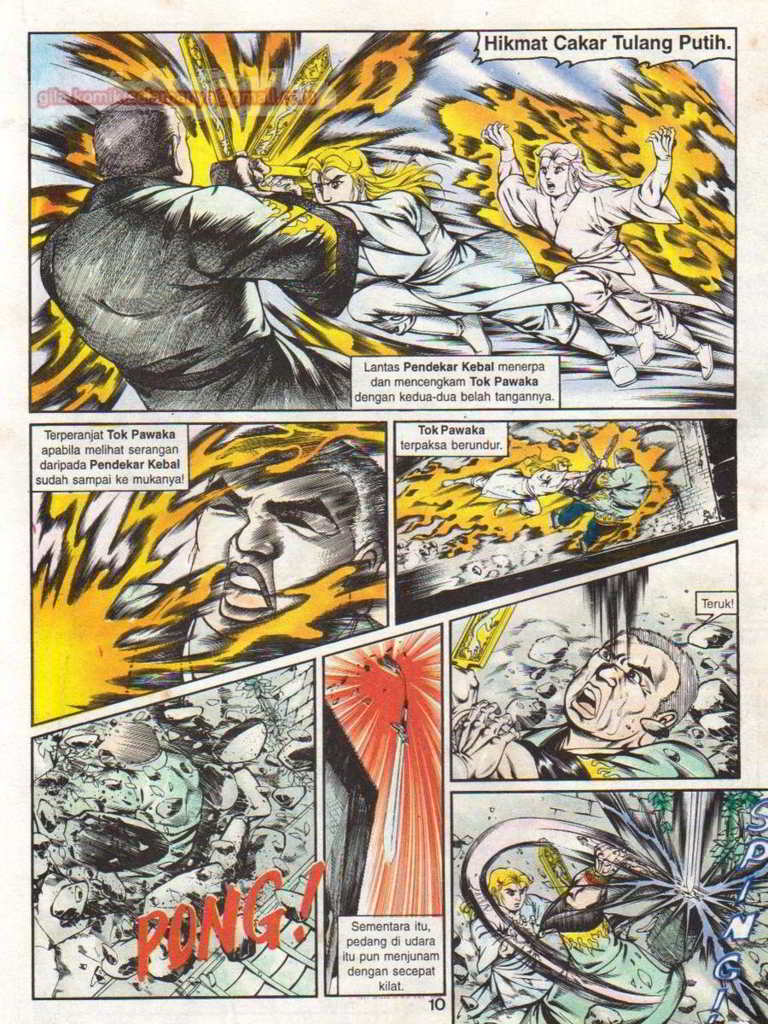 Hikmat Cakar Tulang Putih.
Lantas Pendekar Kebal menerpa
dan mencengkam Tok Pawaka
dengan kedua-dua belah tangannya.
Terperanjat Tok Pawaka
apabila melihat serangan
daripada Pendekar Kebal
sudah sampai ke mukanya!
Tok Pawaka
terpaksa berundur.
Teruk!
PONG!
Sementara itu,
pedang di udara
itu pun menjunam
dengan secepat
kilat.
SPING!
10